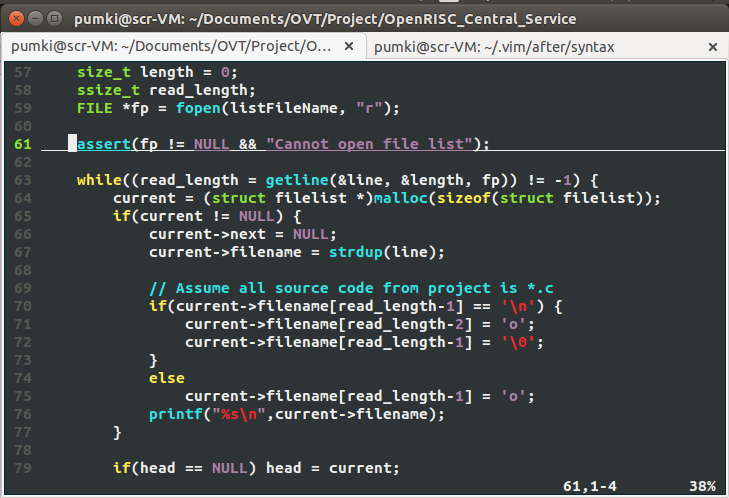 pumki@scr-VM: ~/Documents/OVT/Project/OpenRISC_Central_Service
pumki@scr-VM: ~/Documents/OVT/Project/O... × pumki@scr-VM: ~/.vim/after/syntax ×
57 size_t length = 0;
58 ssize_t read_length;
59 FILE *fp = fopen(listFileName, "r");
60
61 assert(fp != NULL && "Cannot open file list");
62
63 while((read_length = getline(&line, &length, fp)) != -1) {
64 current = (struct filelist *)malloc(sizeof(struct filelist));
65 if(current != NULL) {
66 current->next = NULL;
67 current->filename = strdup(line);
68
69 // Assume all source code from project is *.c
70 if(current->filename[read_length-1] == '\n') {
71 current->filename[read_length-2] = 'o';
72 current->filename[read_length-1] = '\0';
73 }
74 else
75 current->filename[read_length-1] = 'o';
76 printf("%s\n",current->filename);
77 }
78
79 if(head == NULL) head = current;
61,1-4 38%